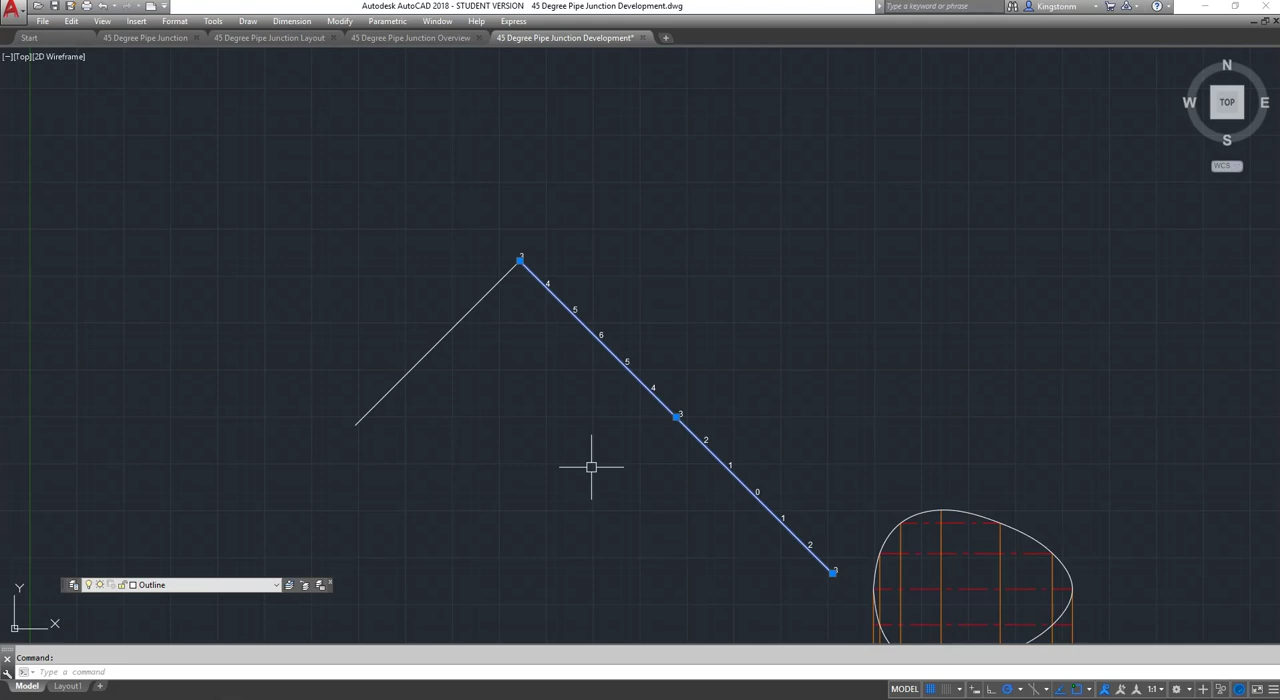 Autodesk AutoCAD 2018 - STUDENT VERSION 45 Degree Pipe Junction Development.dwg
Type a keyword or phrase
Kingstonm
File Edit View Insert Format Tools Draw Dimension Modify Parametric Window Help Express
Start 45 Degree Pipe Junction 45 Degree Pipe Junction Layout 45 Degree Pipe Junction Overview 45 Degree Pipe Junction Development*
[−][Top][2D Wireframe]
N
W TOP E
S
WCS
3
4
5
6
5
4
3
2
1
0
1
2
3
Outline
Y
X
Command:
Type a command
Model Layout1
MODEL 1:1